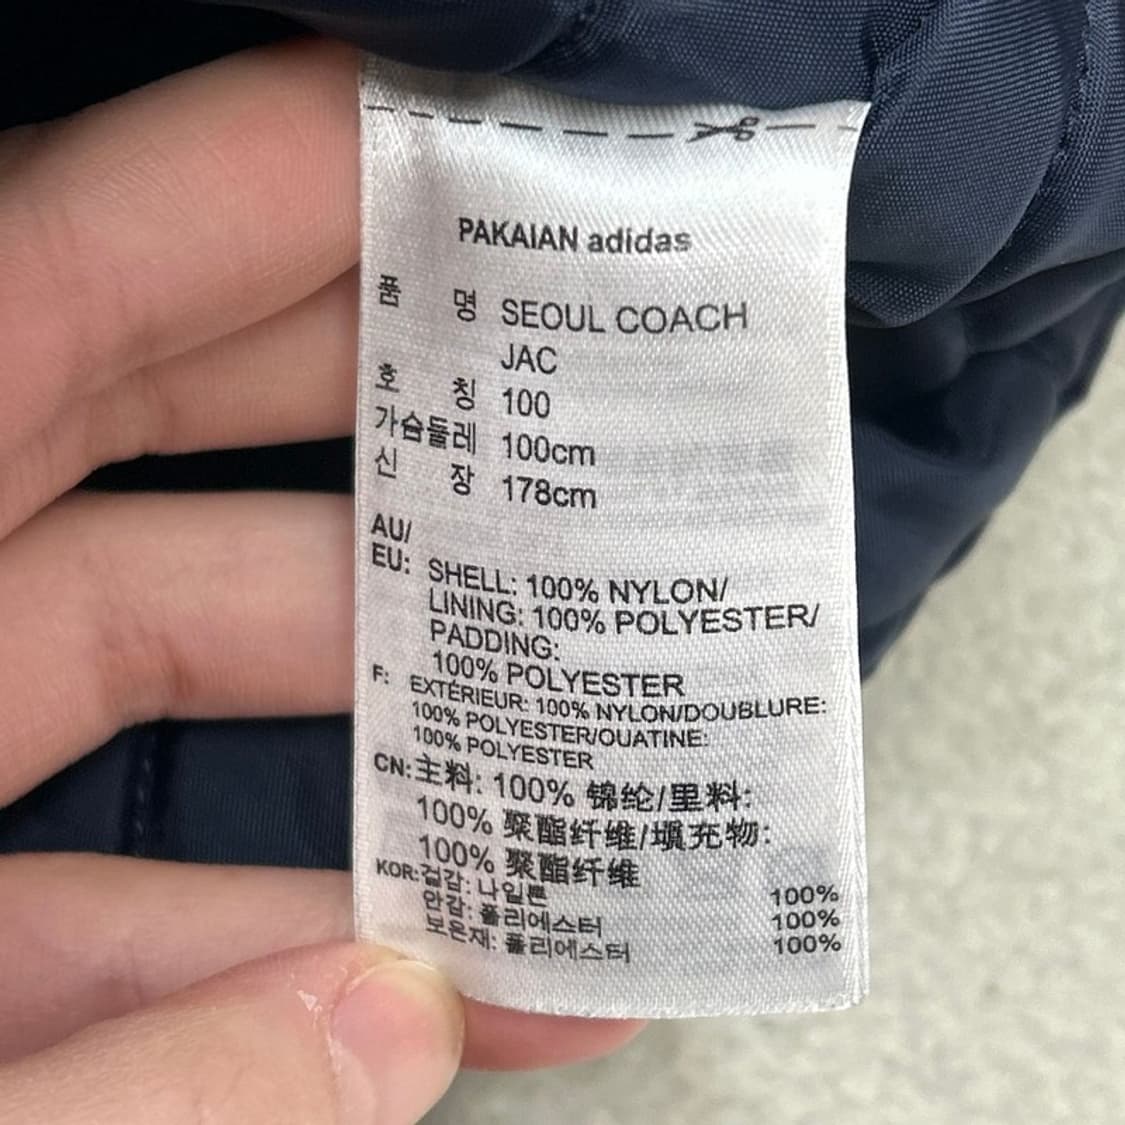 PAKAIAN adidas
품 명 SEOUL COACH
JAC
호 칭 100
가슴둘레 100cm
신 장 178cm
AU/
EU: SHELL: 100% NYLON/
LINING: 100% POLYESTER/
PADDING:
100% POLYESTER
F: EXTÉRIEUR: 100% NYLON/DOUBLURE:
100% POLYESTER/OUATINE:
100% POLYESTER
CN: 主料: 100% 锦纶/里料:
100% 聚酯纤维/填充物:
100% 聚酯纤维
KOR: 겉감: 나일론 100%
안감: 폴리에스터 100%
보온재: 폴리에스터 100%